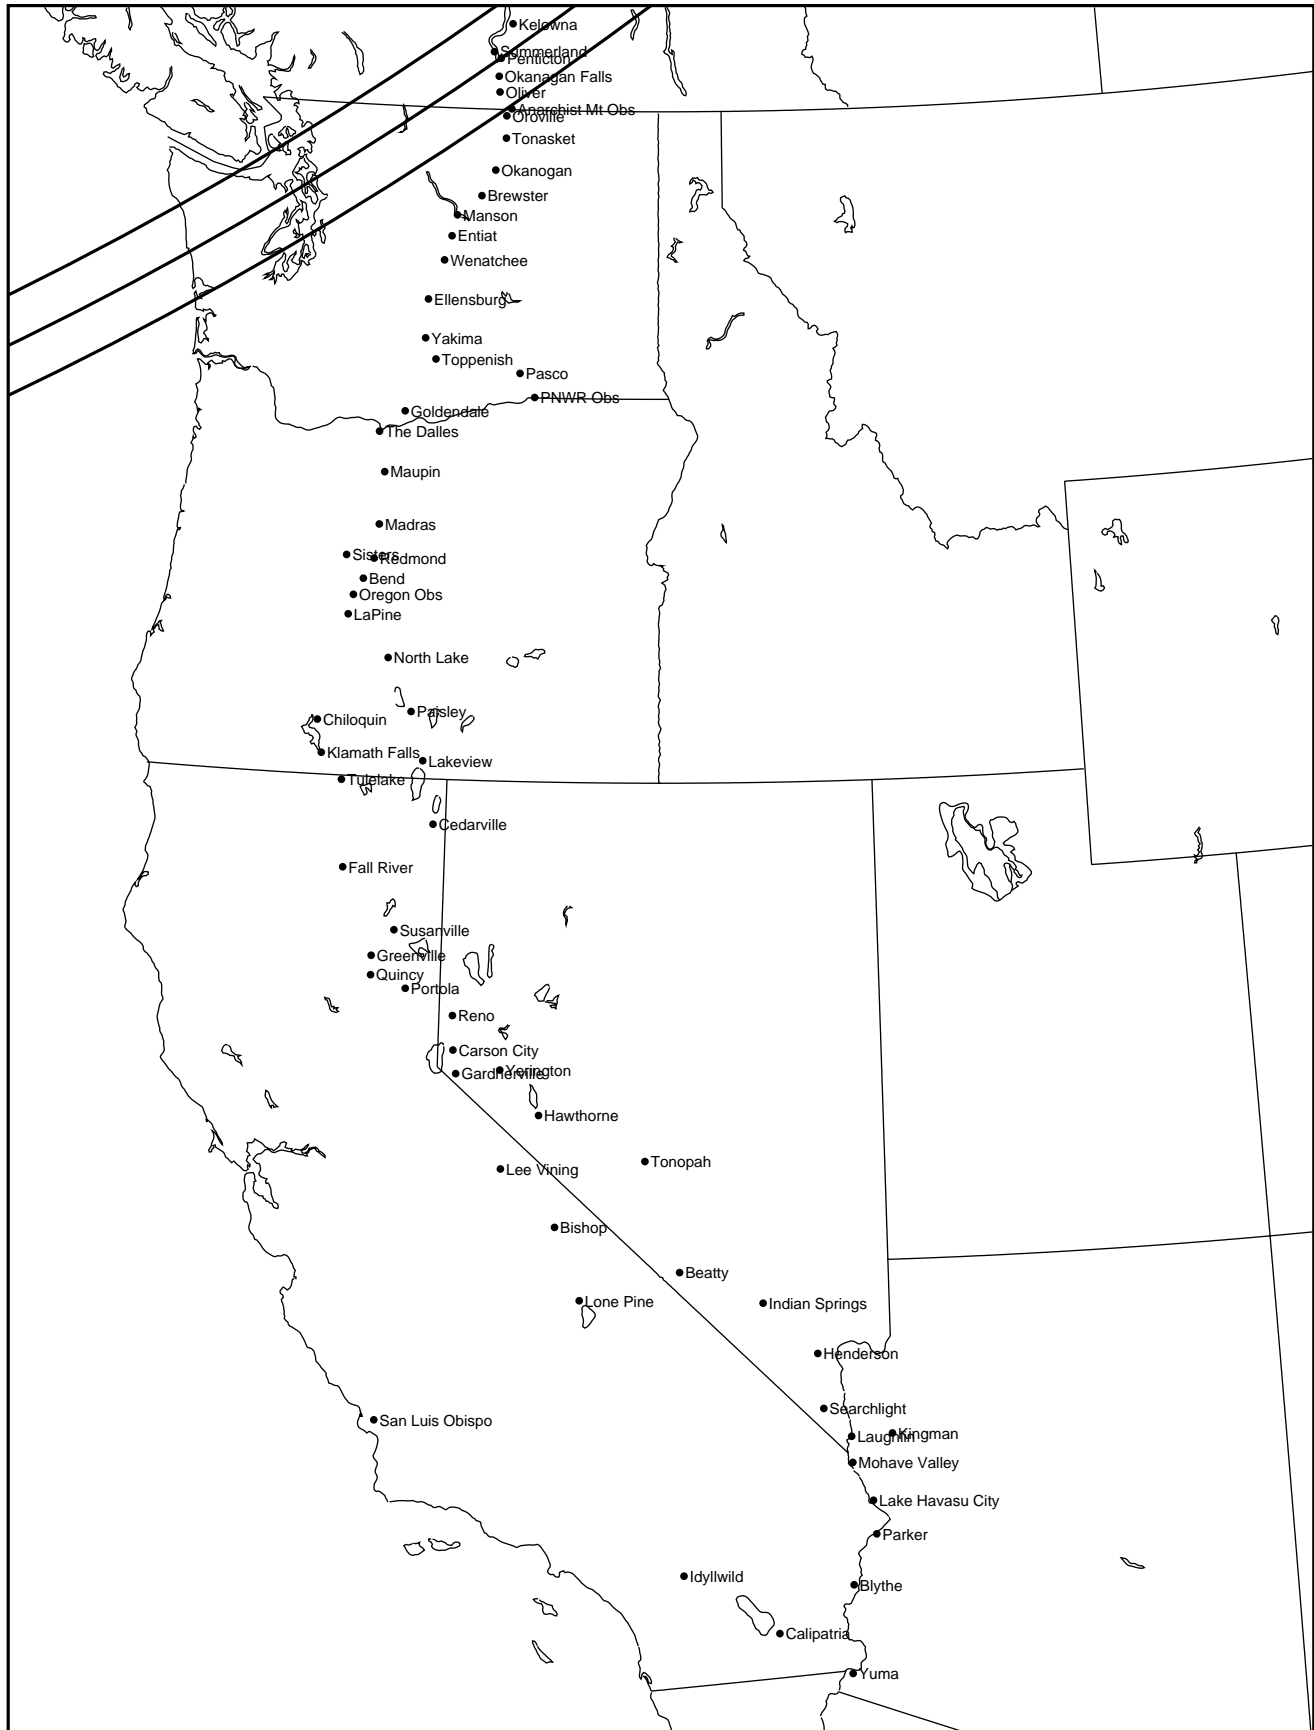 Kelowna
Summerland
Penticton
Okanagan Falls
Oliver
Anarchist Mt Obs
Oroville
Tonasket
Okanogan
Brewster
Manson
Entiat
Wenatchee
Ellensburg
Yakima
Toppenish
Pasco
PNWR Obs
Goldendale
The Dalles
Maupin
Madras
Sisters
Redmond
Bend
Oregon Obs
LaPine
North Lake
Paisley
Chiloquin
Klamath Falls
Lakeview
Tulelake
Cedarville
Fall River
Susanville
Greenville
Quincy
Portola
Reno
Carson City
Yerington
Gardnerville
Hawthorne
Tonopah
Lee Vining
Bishop
Beatty
Lone Pine
Indian Springs
Henderson
Searchlight
San Luis Obispo
Kingman
Laughlin
Mohave Valley
Lake Havasu City
Parker
Idyllwild
Blythe
Calipatria
Yuma